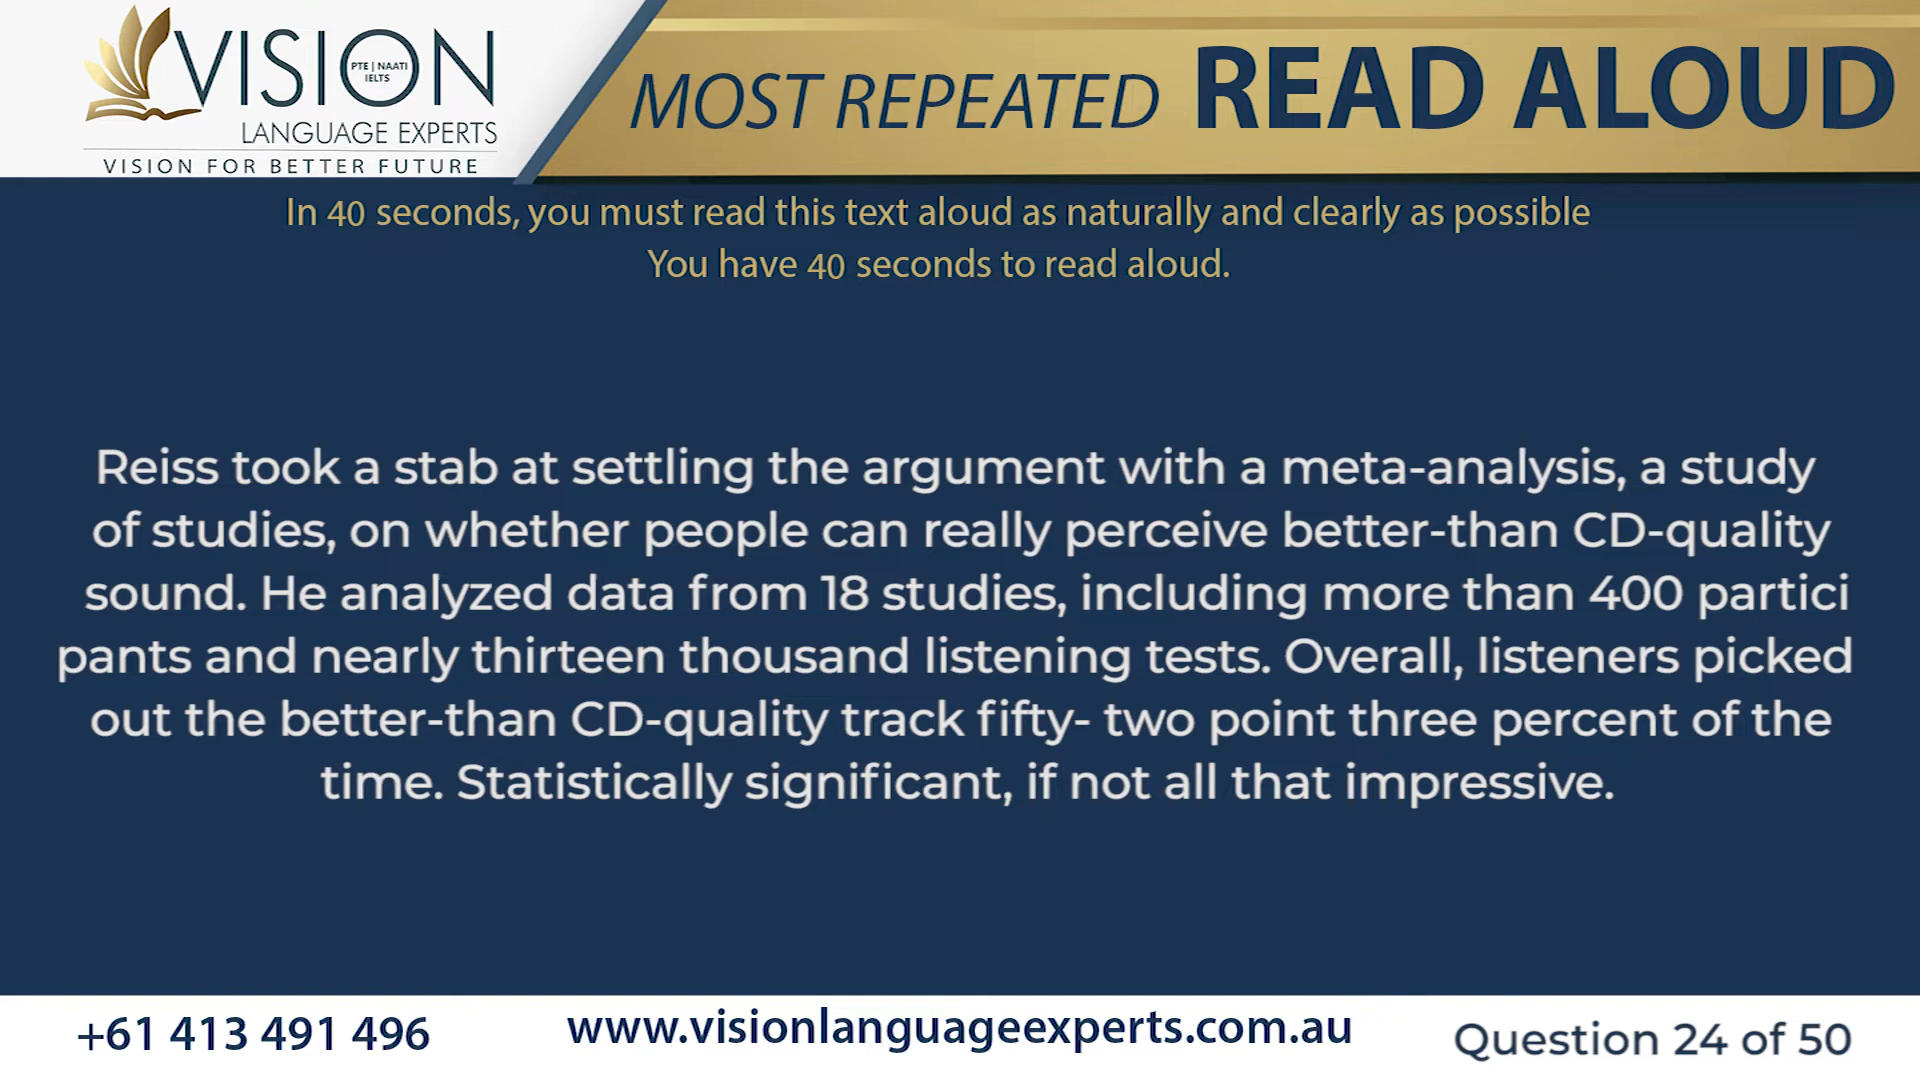 VISION
PTE | NAATI
IELTS
LANGUAGE EXPERTS
VISION FOR BETTER FUTURE
MOST REPEATED READ ALOUD
In 40 seconds, you must read this text aloud as naturally and clearly as possible
You have 40 seconds to read aloud.
Reiss took a stab at settling the argument with a meta-analysis, a study
of studies, on whether people can really perceive better-than CD-quality
sound. He analyzed data from 18 studies, including more than 400 partici
pants and nearly thirteen thousand listening tests. Overall, listeners picked
out the better-than CD-quality track fifty- two point three percent of the
time. Statistically significant, if not all that impressive.
+61 413 491 496
www.visionlanguageexperts.com.au
Question 24 of 50